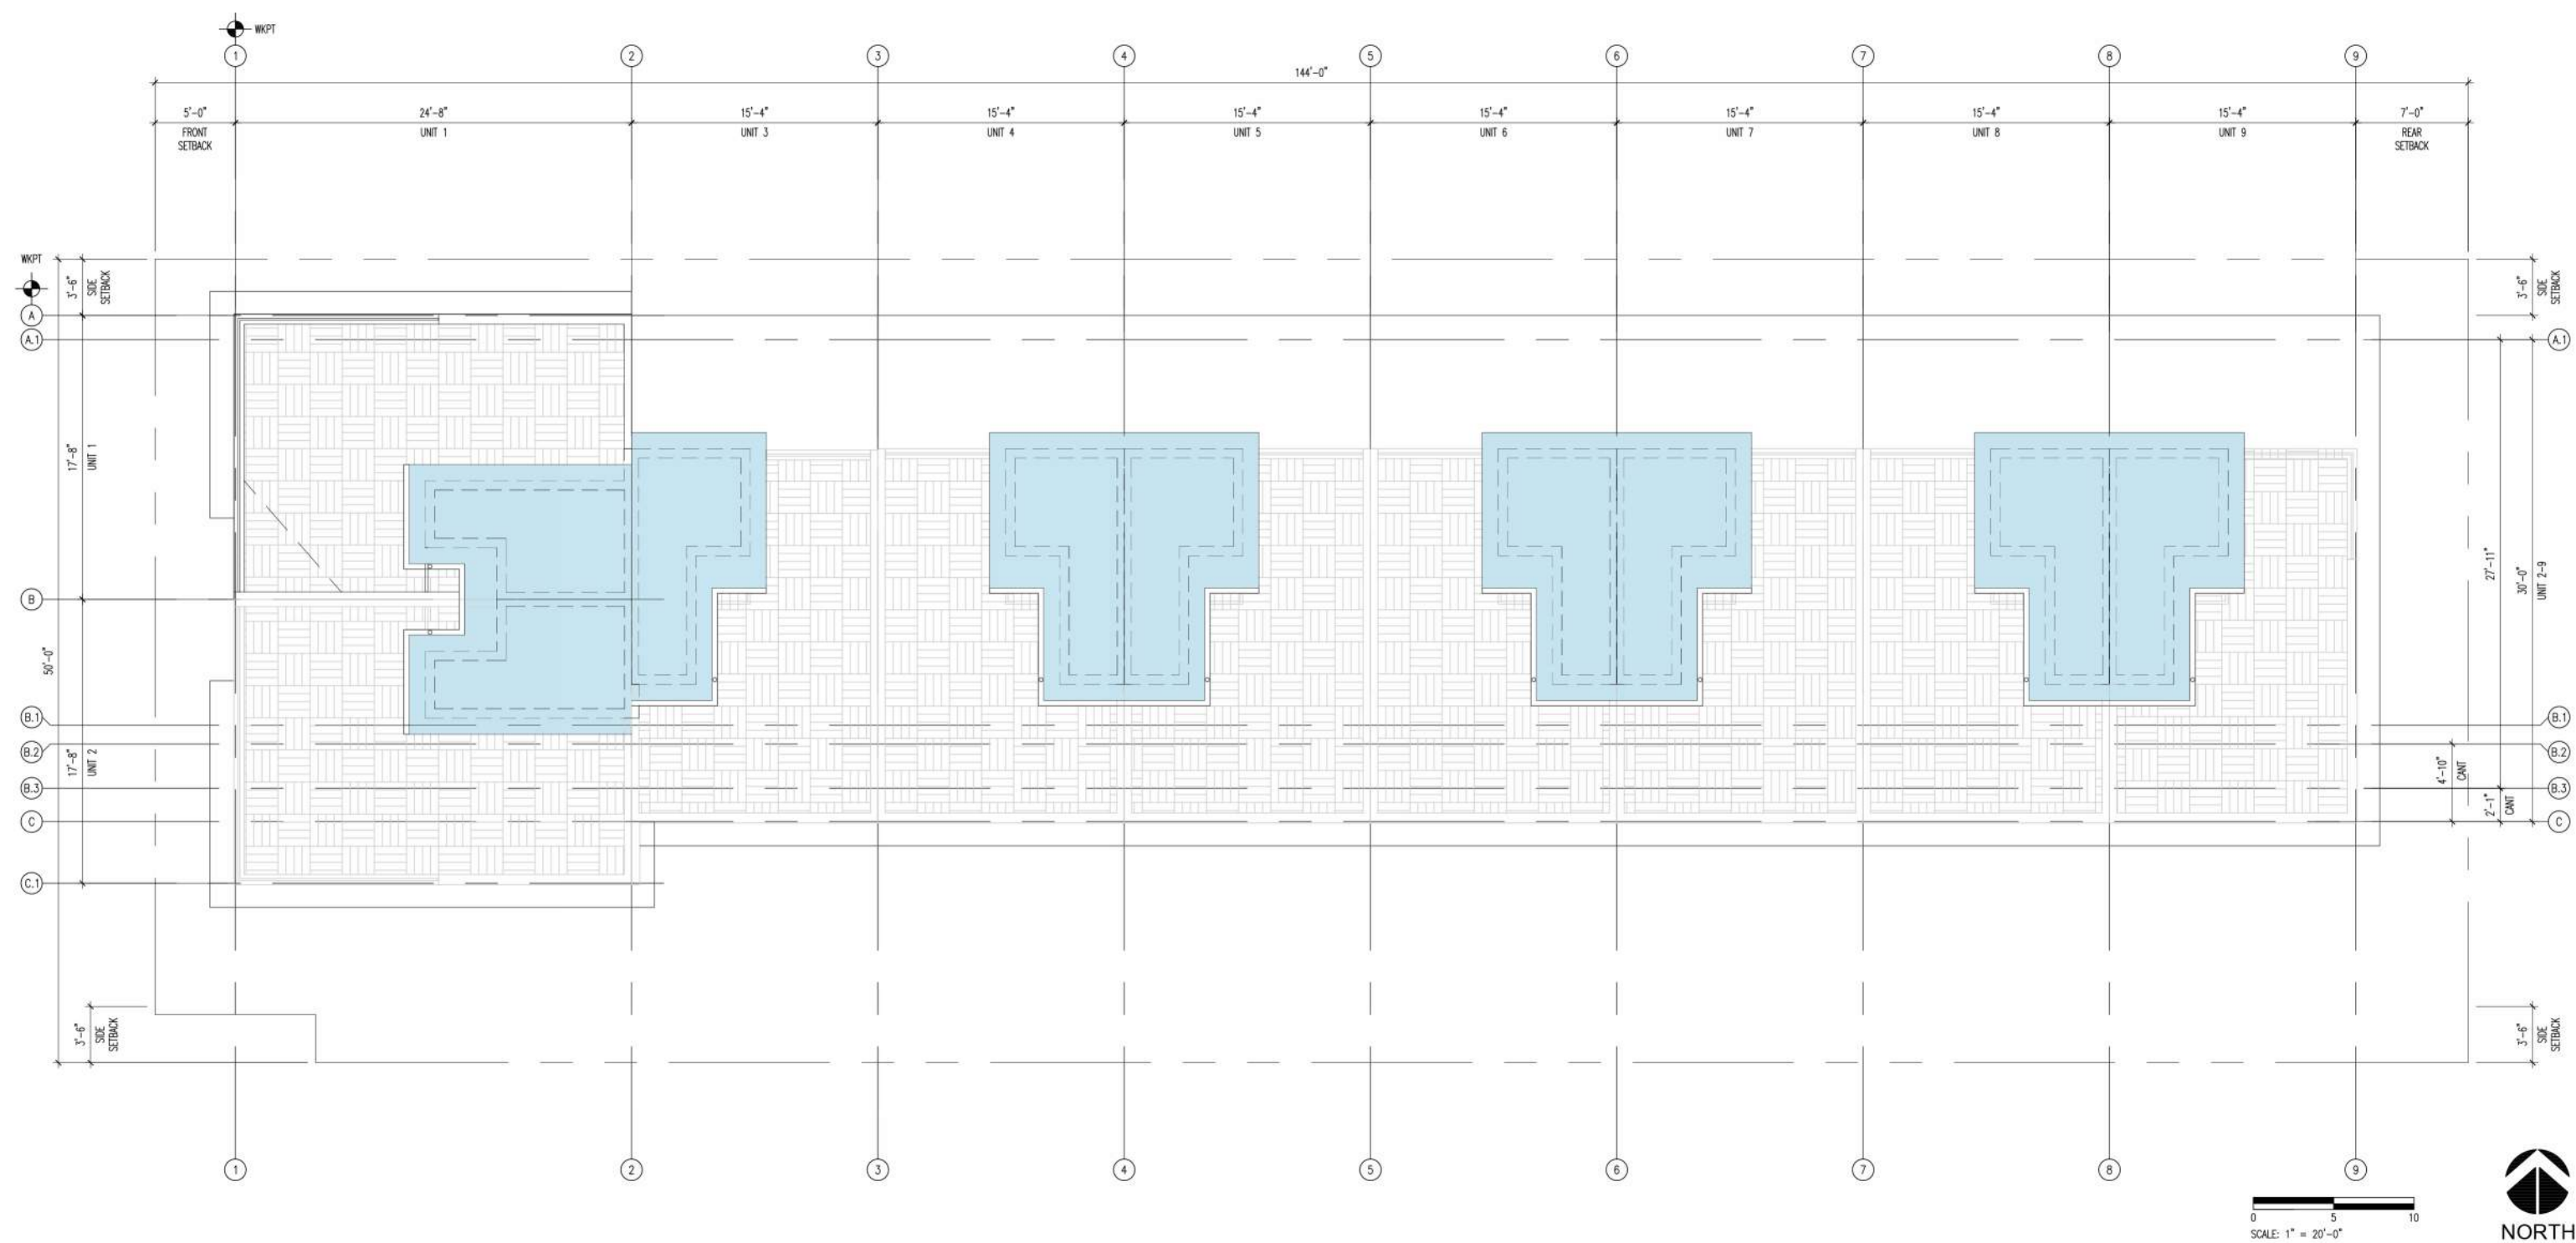 WKPT
1 2 3 4 5 6 7 8 9
144'-0"
5'-0" 24'-8" 15'-4" 15'-4" 15'-4" 15'-4" 15'-4" 15'-4" 15'-4" 7'-0"
FRONT SETBACK
UNIT 1
UNIT 3
UNIT 4
UNIT 5
UNIT 6
UNIT 7
UNIT 8
UNIT 9
REAR SETBACK
WKPT
3'-6"
SIDE
SETBACK
3'-6"
SIDE
SETBACK
A
A.1
A.1
17'-8"
UNIT 1
27'-11"
30'-0"
UNIT 2-9
B
50'-0"
B.1
B.2
B.3
C
C.1
17'-8"
UNIT 2
B.1
B.2
B.3
C
4'-10"
CANT
2'-1"
CANT
3'-6"
SIDE
SETBACK
3'-6"
SIDE
SETBACK
1 2 3 4 5 6 7 8 9
0 5 10
SCALE: 1" = 20'-0"
NORTH